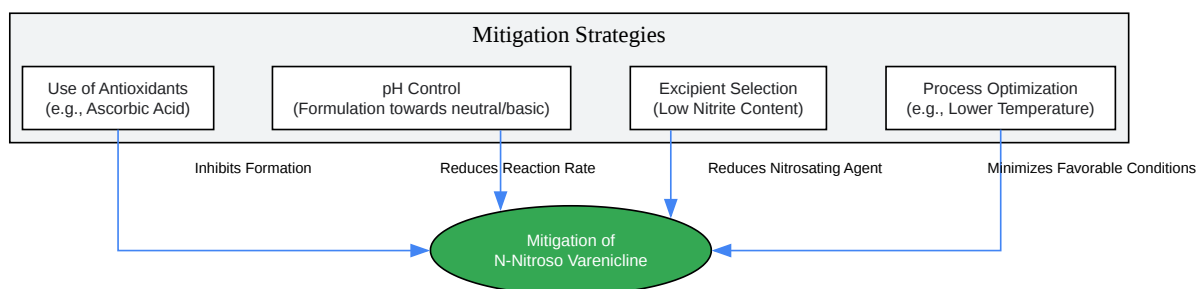 Mitigation Strategies
Use of Antioxidants
(e.g., Ascorbic Acid)
pH Control
(Formulation towards neutral/basic)
Excipient Selection
(Low Nitrite Content)
Process Optimization
(e.g., Lower Temperature)
Inhibits Formation
Reduces Reaction Rate
Reduces Nitrosating Agent
Minimizes Favorable Conditions
Mitigation of
N-Nitroso Varenicline